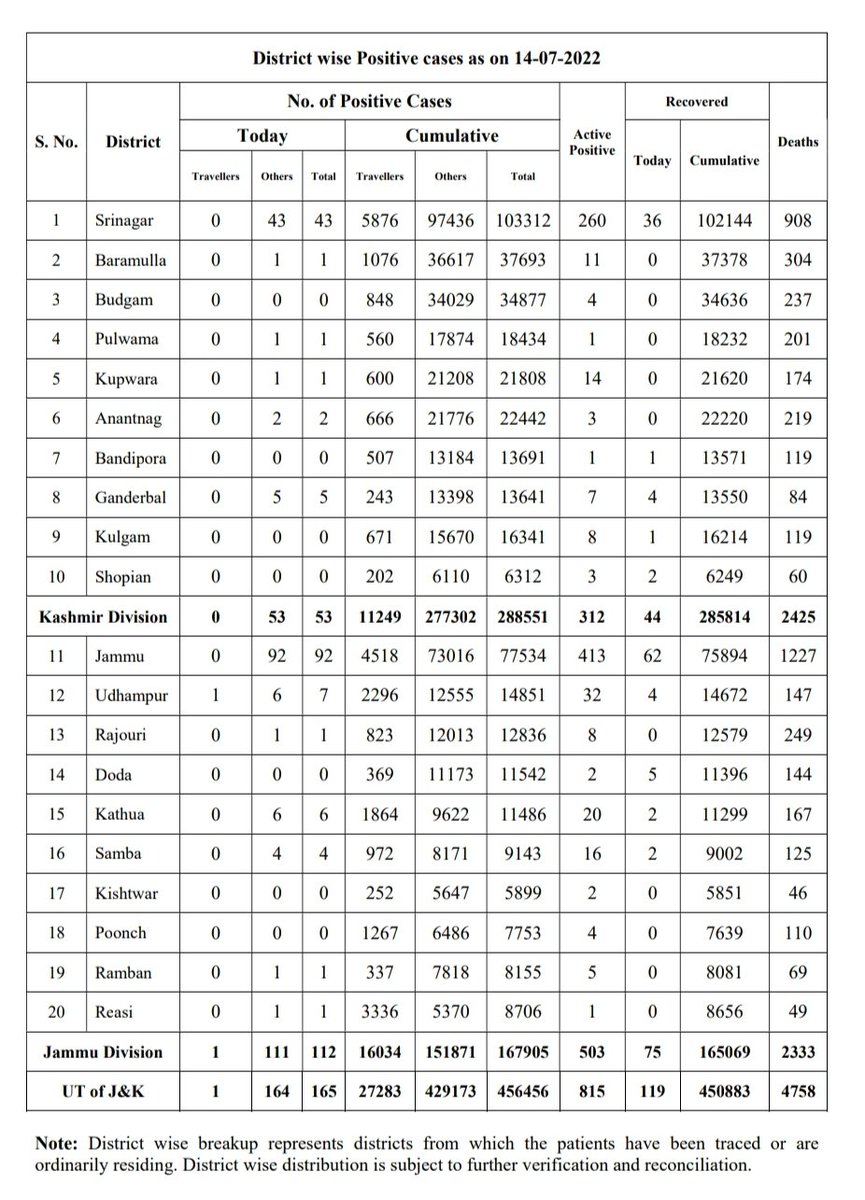 District wise Positive cases as on 14-07-2022
S. No. District No. of Positive Cases Active Positive Recovered Deaths
Today Cumulative Today Cumulative
Travellers Others Total Travellers Others Total
1 Srinagar 0 43 43 5876 97436 103312 260 36 102144 908
2 Baramulla 0 1 1 1076 36617 37693 11 0 37378 304
3 Budgam 0 0 0 848 34029 34877 4 0 34636 237
4 Pulwama 0 1 1 560 17874 18434 1 0 18232 201
5 Kupwara 0 1 1 600 21208 21808 14 0 21620 174
6 Anantnag 0 2 2 666 21776 22442 3 0 22220 219
7 Bandipora 0 0 0 507 13184 13691 1 1 13571 119
8 Ganderbal 0 5 5 243 13398 13641 7 4 13550 84
9 Kulgam 0 0 0 671 15670 16341 8 1 16214 119
10 Shopian 0 0 0 202 6110 6312 3 2 6249 60
Kashmir Division 0 53 53 11249 277302 288551 312 44 285814 2425
11 Jammu 0 92 92 4518 73016 77534 413 62 75894 1227
12 Udhampur 1 6 7 2296 12555 14851 32 4 14672 147
13 Rajouri 0 1 1 823 12013 12836 8 0 12579 249
14 Doda 0 0 0 369 11173 11542 2 5 11396 144
15 Kathua 0 6 6 1864 9622 11486 20 2 11299 167
16 Samba 0 4 4 972 8171 9143 16 2 9002 125
17 Kishtwar 0 0 0 252 5647 5899 2 0 5851 46
18 Poonch 0 0 0 1267 6486 7753 4 0 7639 110
19 Ramban 0 1 1 337 7818 8155 5 0 8081 69
20 Reasi 0 1 1 3336 5370 8706 1 0 8656 49
Jammu Division 1 111 112 16034 151871 167905 503 75 165069 2333
UT of J&K 1 164 165 27283 429173 456456 815 119 450883 4758
Note: District wise breakup represents districts from which the patients have been traced or are
ordinarily residing. District wise distribution is subject to further verification and reconciliation.